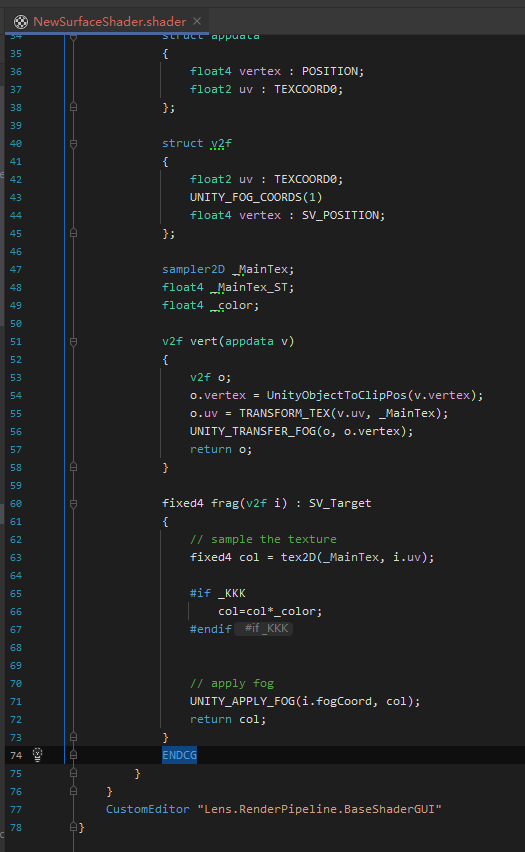 NewSurfaceShader.shader ×
34 struct appdata
35 {
36 float4 vertex : POSITION;
37 float2 uv : TEXCOORD0;
38 };
39
40 struct v2f
41 {
42 float2 uv : TEXCOORD0;
43 UNITY_FOG_COORDS(1)
44 float4 vertex : SV_POSITION;
45 };
46
47 sampler2D _MainTex;
48 float4 _MainTex_ST;
49 float4 _color;
50
51 v2f vert(appdata v)
52 {
53 v2f o;
54 o.vertex = UnityObjectToClipPos(v.vertex);
55 o.uv = TRANSFORM_TEX(v.uv, _MainTex);
56 UNITY_TRANSFER_FOG(o, o.vertex);
57 return o;
58 }
59
60 fixed4 frag(v2f i) : SV_Target
61 {
62 // sample the texture
63 fixed4 col = tex2D(_MainTex, i.uv);
64
65 #if _KKK
66 col=col*_color;
67 #endif #if _KKK
68
69
70 // apply fog
71 UNITY_APPLY_FOG(i.fogCoord, col);
72 return col;
73 }
74 ENDCG
75 }
76 }
77 CustomEditor "Lens.RenderPipeline.BaseShaderGUI"
78 }